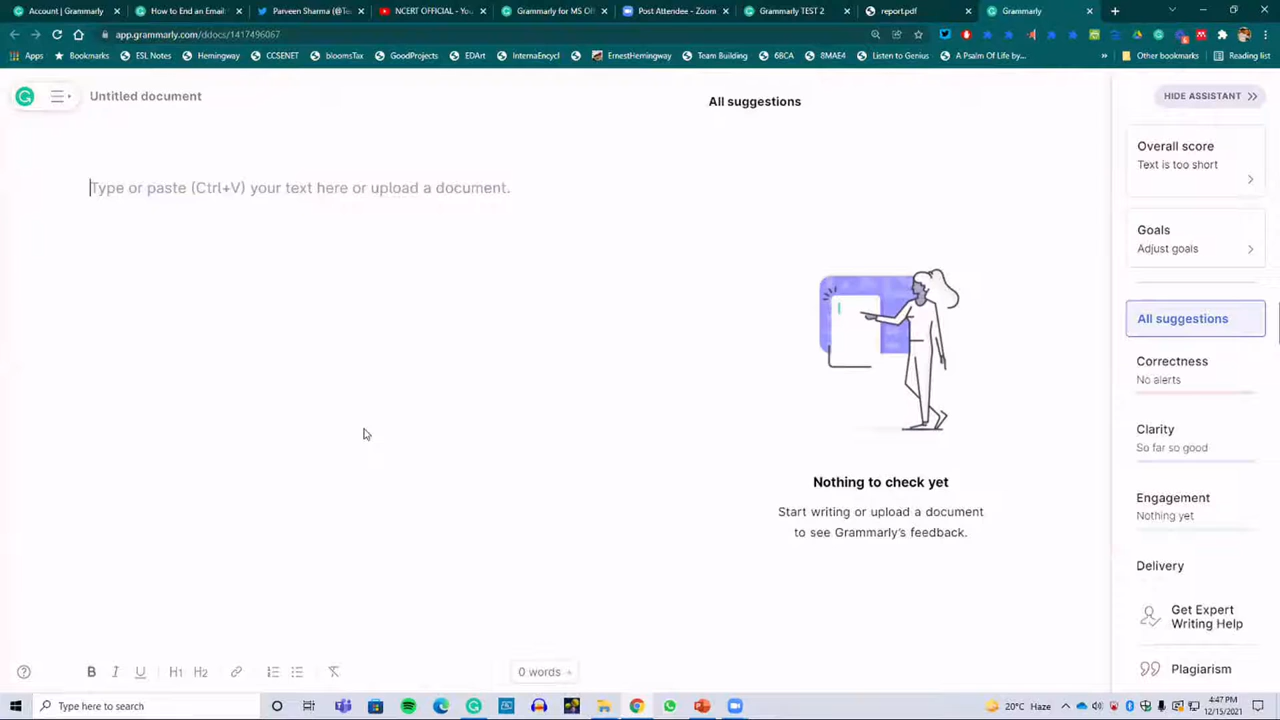 Account | Grammarly
How to End an Email
Parveen Sharma (@Te
NCERT OFFICIAL - You
Grammarly for MS Of
Post Attendee - Zoom
Grammarly TEST 2
report.pdf
Grammarly
app.grammarly.com/ddocs/1417496067
Apps
Bookmarks
ESL Notes
Hemingway
CCSENET
bloomsTax
GoodProjects
EDArt
InternaEncycl
ErnestHeringway
Team Building
6BCA
8MAE4
Listen to Genius
A Psalm Of Life by
»
Other bookmarks
Reading list
Untitled document
All suggestions
HIDE ASSISTANT
Type or paste (Ctrl+V) your text here or upload a document.
Overall score
Text is too short
Goals
Adjust goals
All suggestions
Correctness
No alerts
Clarity
So far so good
Engagement
Nothing yet
Delivery
Get Expert
Writing Help
Plagiarism
Nothing to check yet
Start writing or upload a document
to see Grammarly's feedback.
B I U H1 H2
0 words
Type here to search
20°C Haze
4:47 PM
12/15/2021